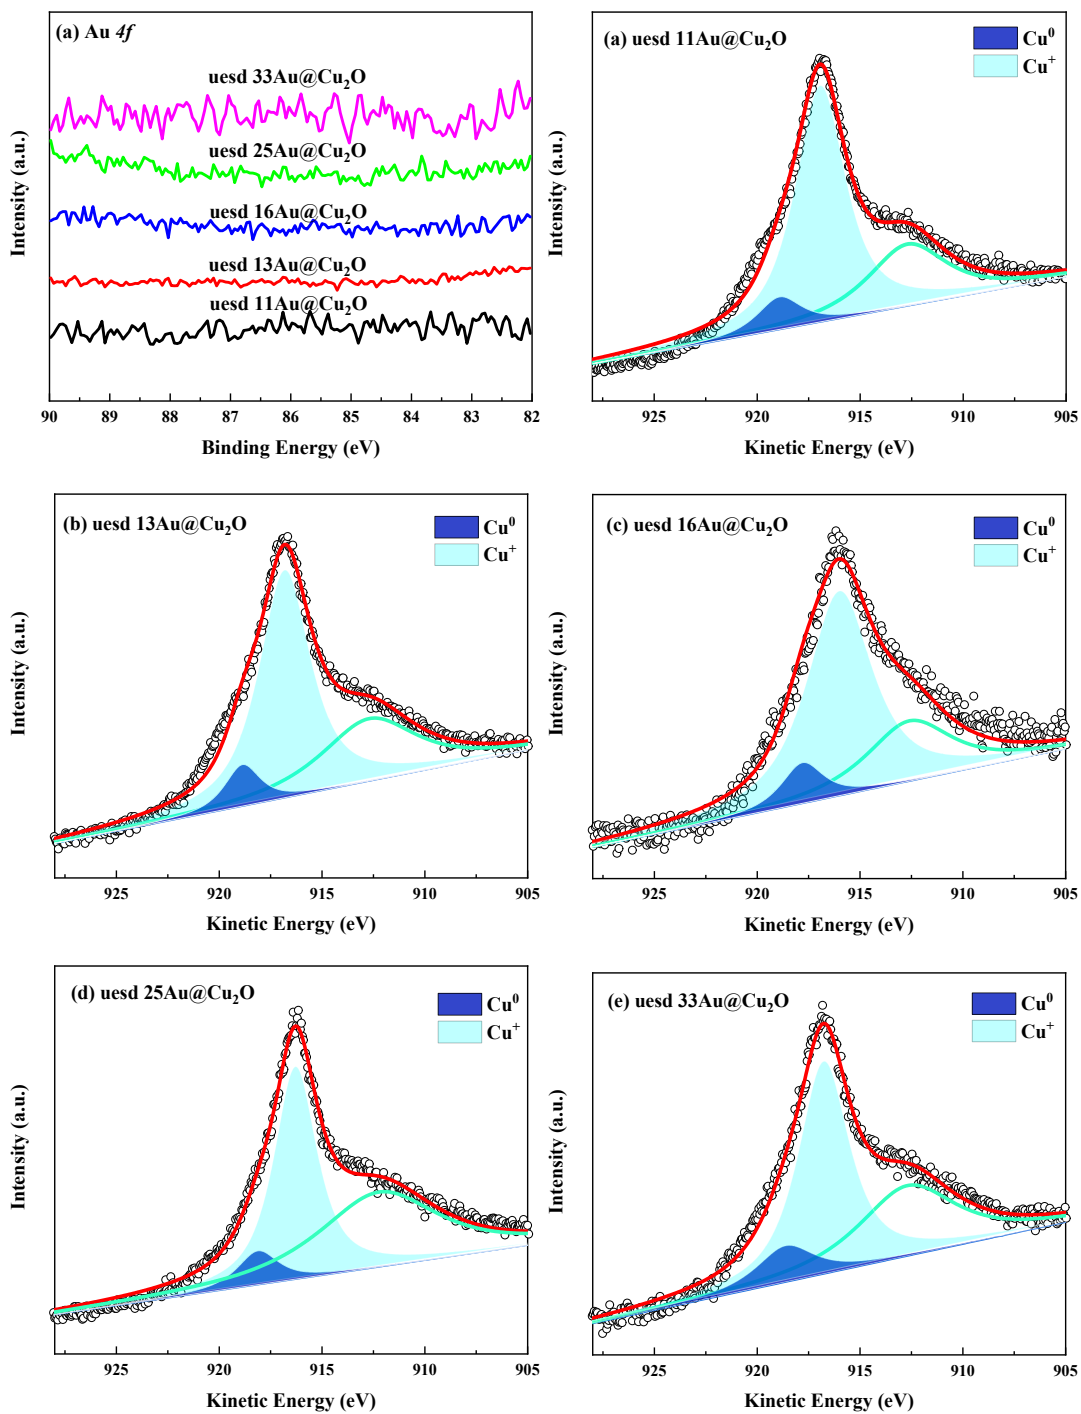 (a) Au 4f
uesd 33Au@Cu₂O
uesd 25Au@Cu₂O
uesd 16Au@Cu₂O
uesd 13Au@Cu₂O
uesd 11Au@Cu₂O
Intensity (a.u.)
90 89 88 87 86 85 84 83 82
Binding Energy (eV)
(a) uesd 11Au@Cu₂O
Cu⁰
Cu⁺
Intensity (a.u.)
925 920 915 910 905
Kinetic Energy (eV)
(b) uesd 13Au@Cu₂O
Cu⁰
Cu⁺
Intensity (a.u.)
925 920 915 910 905
Kinetic Energy (eV)
(c) uesd 16Au@Cu₂O
Cu⁰
Cu⁺
Intensity (a.u.)
925 920 915 910 905
Kinetic Energy (eV)
(d) uesd 25Au@Cu₂O
Cu⁰
Cu⁺
Intensity (a.u.)
925 920 915 910 905
Kinetic Energy (eV)
(e) uesd 33Au@Cu₂O
Cu⁰
Cu⁺
Intensity (a.u.)
925 920 915 910 905
Kinetic Energy (eV)